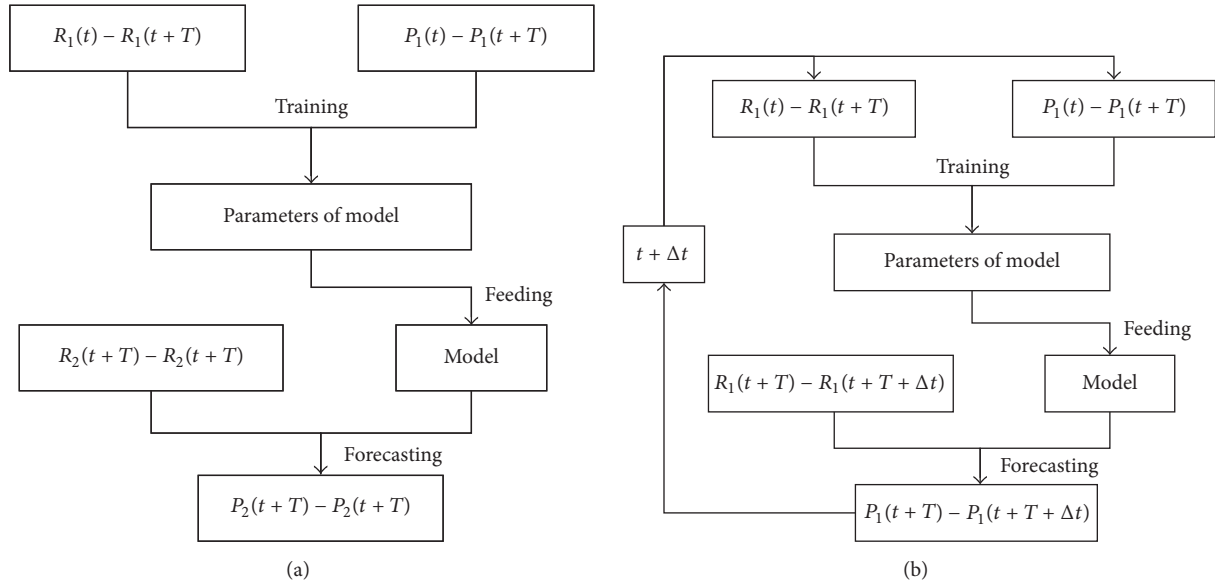 R₁(t) − R₁(t + T)
P₁(t) − P₁(t + T)
Training
Parameters of model
Feeding
R₂(t + T) − R₂(t + T)
Model
Forecasting
P₂(t + T) − P₂(t + T)
(a)
R₁(t) − R₁(t + T)
P₁(t) − P₁(t + T)
Training
t + Δt
Parameters of model
Feeding
R₁(t + T) − R₁(t + T + Δt)
Model
Forecasting
P₁(t + T) − P₁(t + T + Δt)
(b)